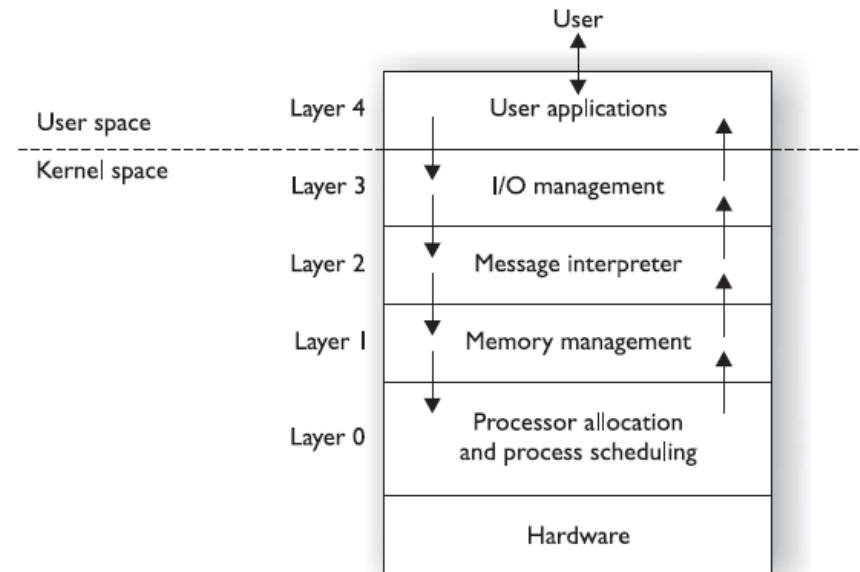 User
Layer 4 User applications
User space
Kernel space
Layer 3 I/O management
Layer 2 Message interpreter
Layer 1 Memory management
Processor allocation
Layer 0
and process scheduling
Hardware